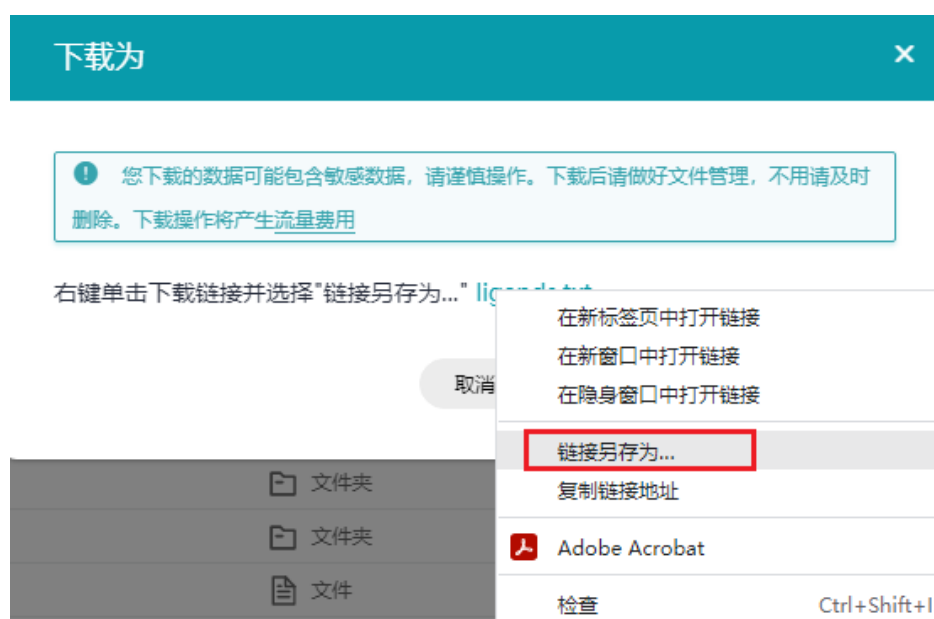 下载为
您下载的数据可能包含敏感数据，请谨慎操作。下载后请做好文件管理，不用请及时
删除。下载操作将产生流量费用
右键单击下载链接并选择"链接另存为..."
在新标签页中打开链接
在新窗口中打开链接
取消
在隐身窗口中打开链接
链接另存为...
文件夹
复制链接地址
文件夹
Adobe Acrobat
文件
检查 Ctrl+Shift+I